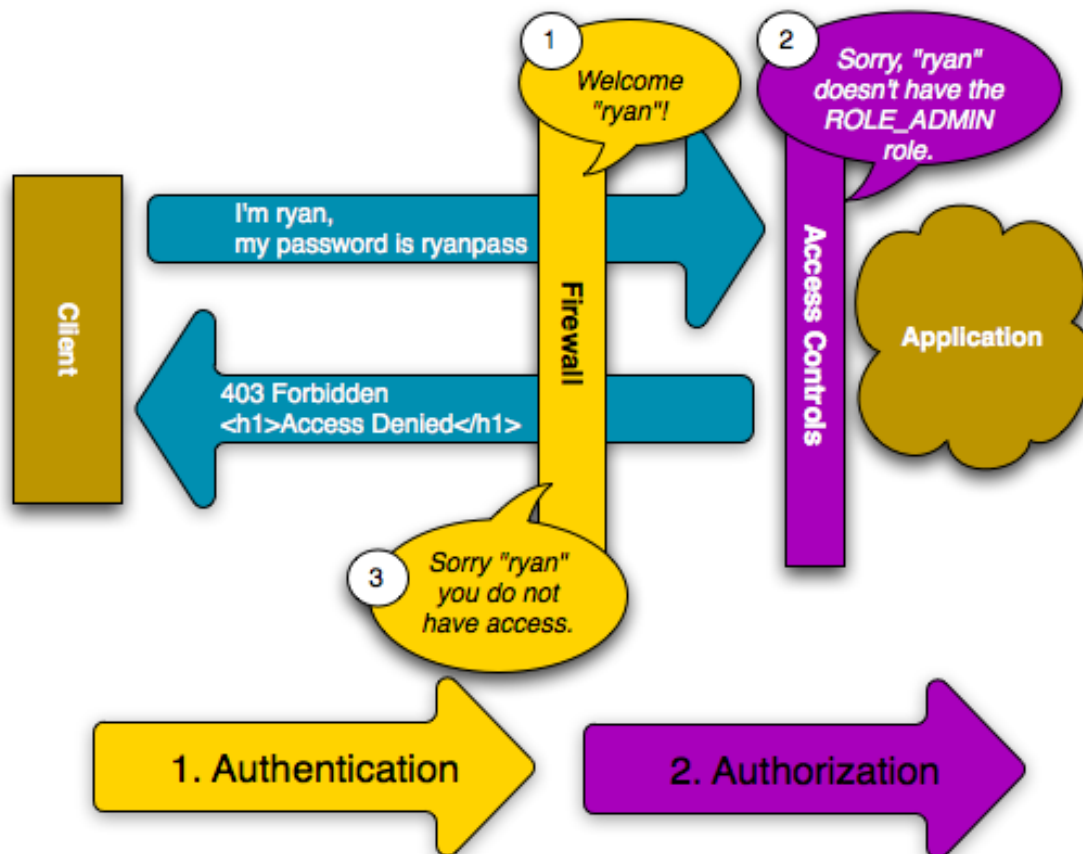 1
Welcome
"ryan"!
2
Sorry, "ryan"
doesn't have the
ROLE_ADMIN
role.
I'm ryan,
my password is ryanpass
Client
Firewall
Access Controls
Application
403 Forbidden
<h1>Access Denied</h1>
3
Sorry "ryan"
you do not
have access.
1. Authentication
2. Authorization